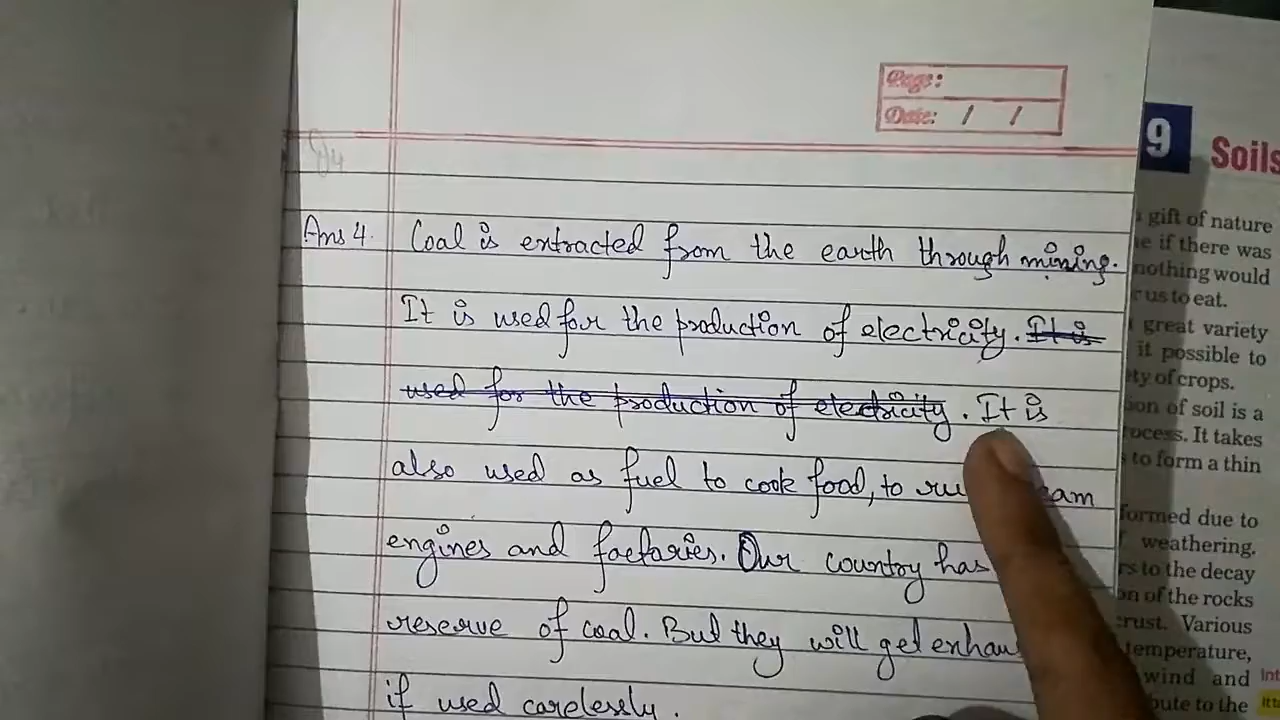 Page:
Date: / /
Ans 4. Coal is extracted from the earth through mining.
It is used for the production of electricity. It is
used for the production of electricity. It is
also used as fuel to cook food, to
engines and factories. Our country has
reserve of coal. But they will get
if used carelessly.
9 Soils
gift of nature
if there was
nothing would
us to eat.
great variety
it possible to
of crops.
of soil is a
It takes
to form a thin
formed due to
weathering.
to the decay
of the rocks
Various
temperature,
wind and
to the